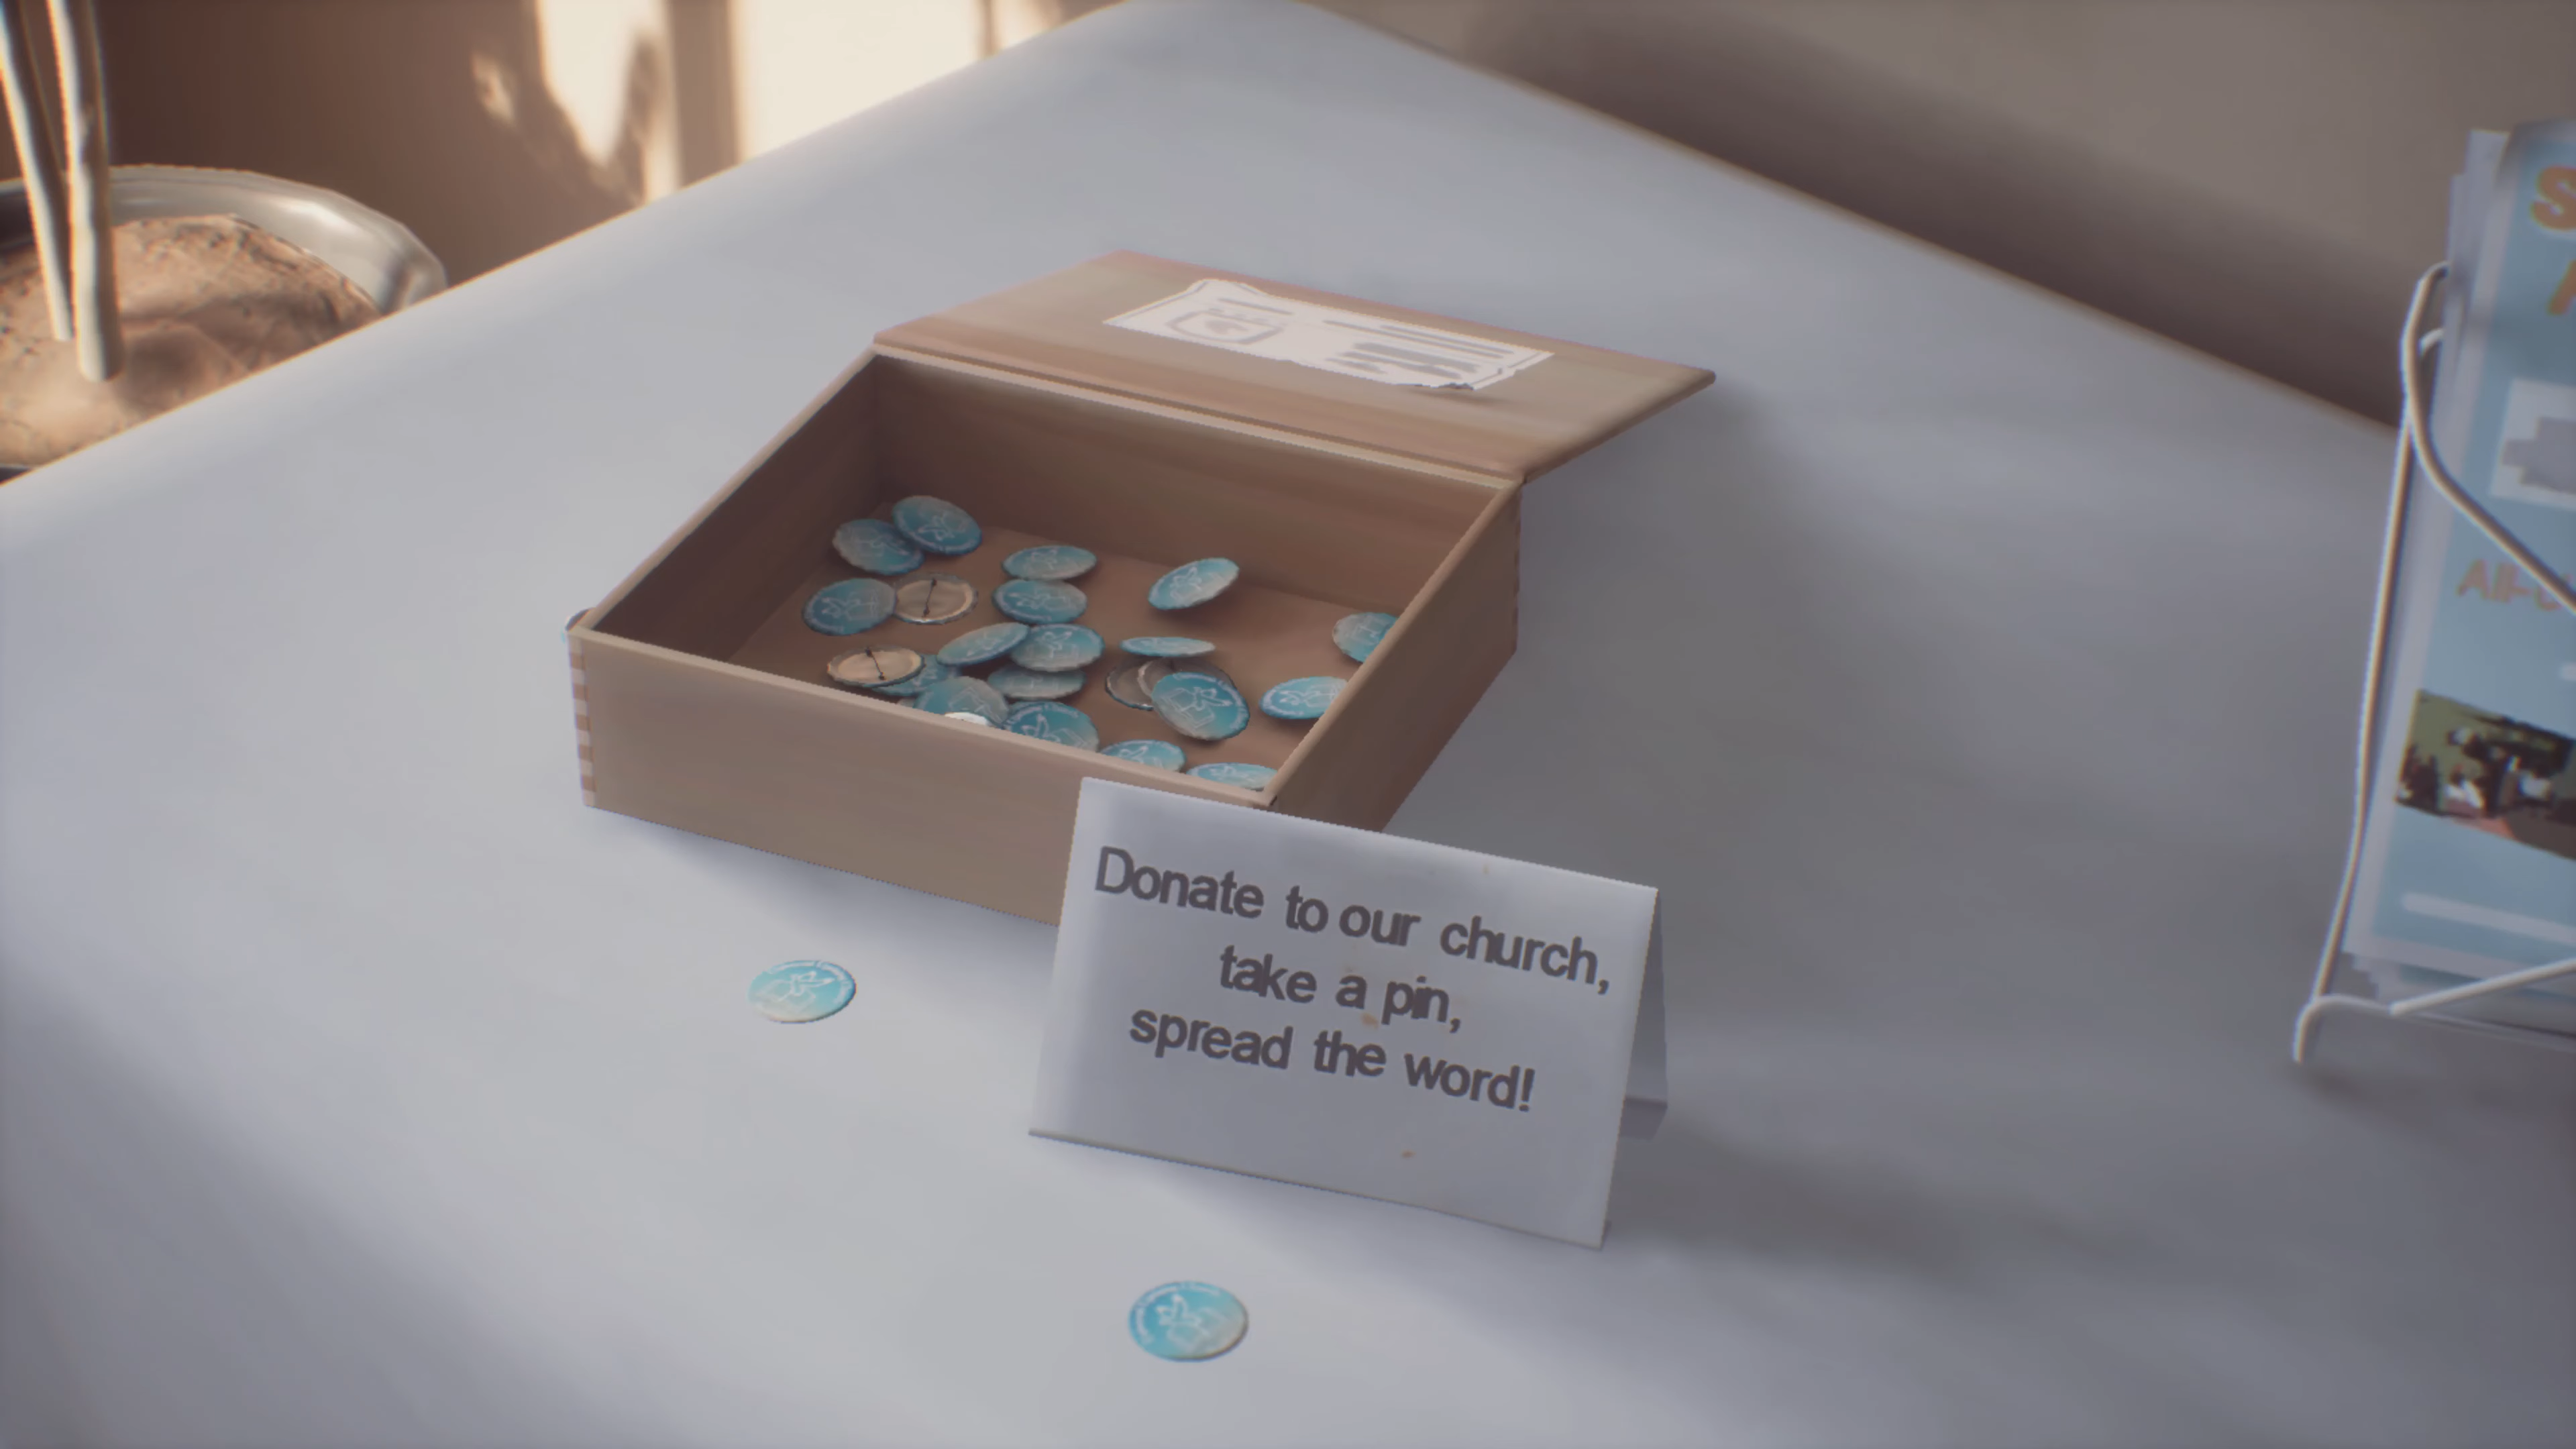 Donate to our church,
take a pin,
spread the word!